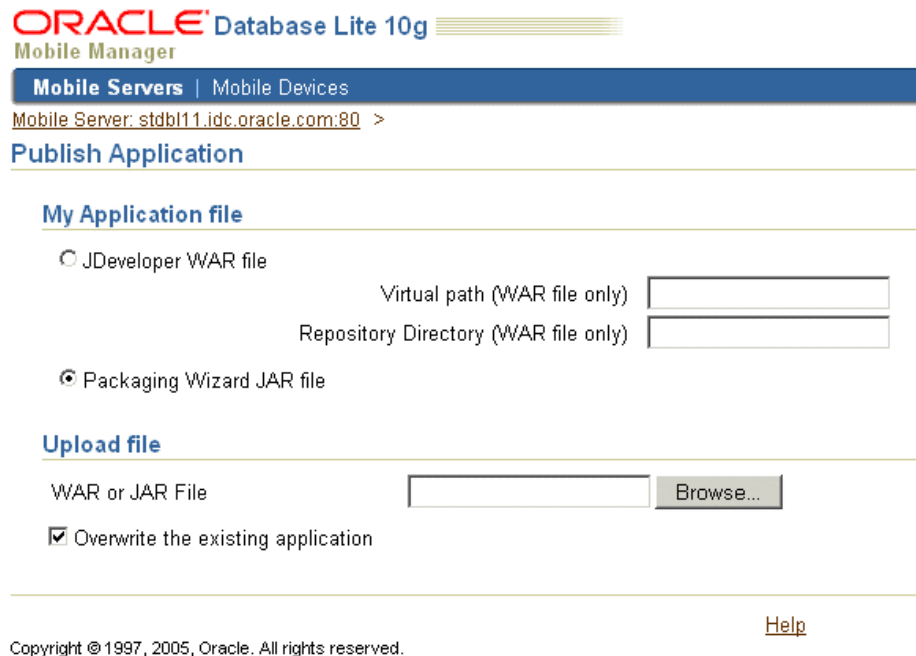 ORACLE Database Lite 10g
Mobile Manager
Mobile Servers | Mobile Devices
Mobile Server: stdbl11.idc.oracle.com:80 >
Publish Application
My Application file
JDeveloper WAR file
Virtual path (WAR file only)
Repository Directory (WAR file only)
Packaging Wizard JAR file
Upload file
WAR or JAR File Browse...
Overwrite the existing application
Help
Copyright © 1997, 2005, Oracle. All rights reserved.